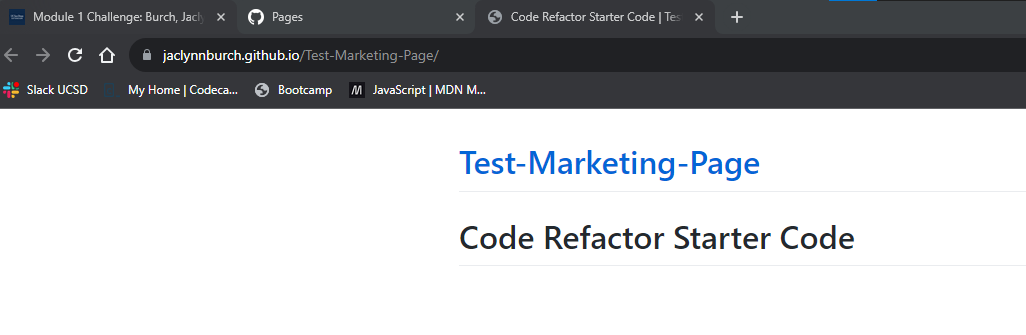 Module 1 Challenge: Burch, Jacly
Pages
Code Refactor Starter Code | Tes
jaclynnburch.github.io/Test-Marketing-Page/
Slack UCSD
My Home | Codeca...
Bootcamp
JavaScript | MDN M...
Test-Marketing-Page
Code Refactor Starter Code